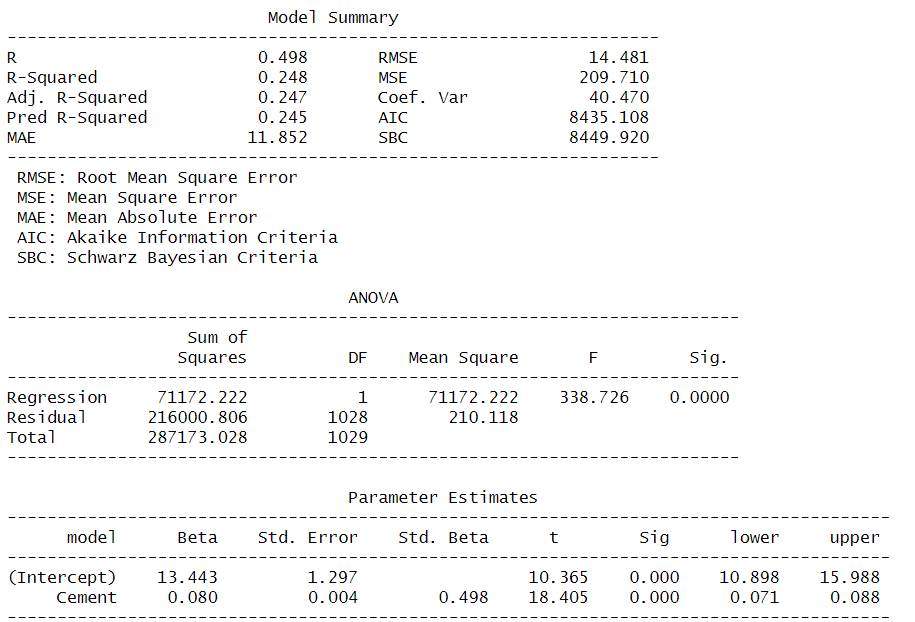 Model Summary
-----------------------------------------------------------------
R                       0.498       RMSE                 14.481
R-Squared               0.248       MSE                 209.710
Adj. R-Squared          0.247       Coef. Var            40.470
Pred R-Squared          0.245       AIC                8435.108
MAE                    11.852       SBC                8449.920
-----------------------------------------------------------------
RMSE: Root Mean Square Error
MSE: Mean Square Error
MAE: Mean Absolute Error
AIC: Akaike Information Criteria
SBC: Schwarz Bayesian Criteria
ANOVA
-------------------------------------------------------------------------
Sum of
Squares          DF    Mean Square       F         Sig.
-------------------------------------------------------------------------
Regression     71172.222           1      71172.222    338.726    0.0000
Residual      216000.806        1028        210.118
Total         287173.028        1029
-------------------------------------------------------------------------
Parameter Estimates
----------------------------------------------------------------------------------------
model      Beta    Std. Error    Std. Beta      t        Sig      lower     upper
----------------------------------------------------------------------------------------
(Intercept)    13.443         1.297                 10.365    0.000    10.898    15.988
Cement     0.080         0.004        0.498    18.405    0.000     0.071     0.088
----------------------------------------------------------------------------------------